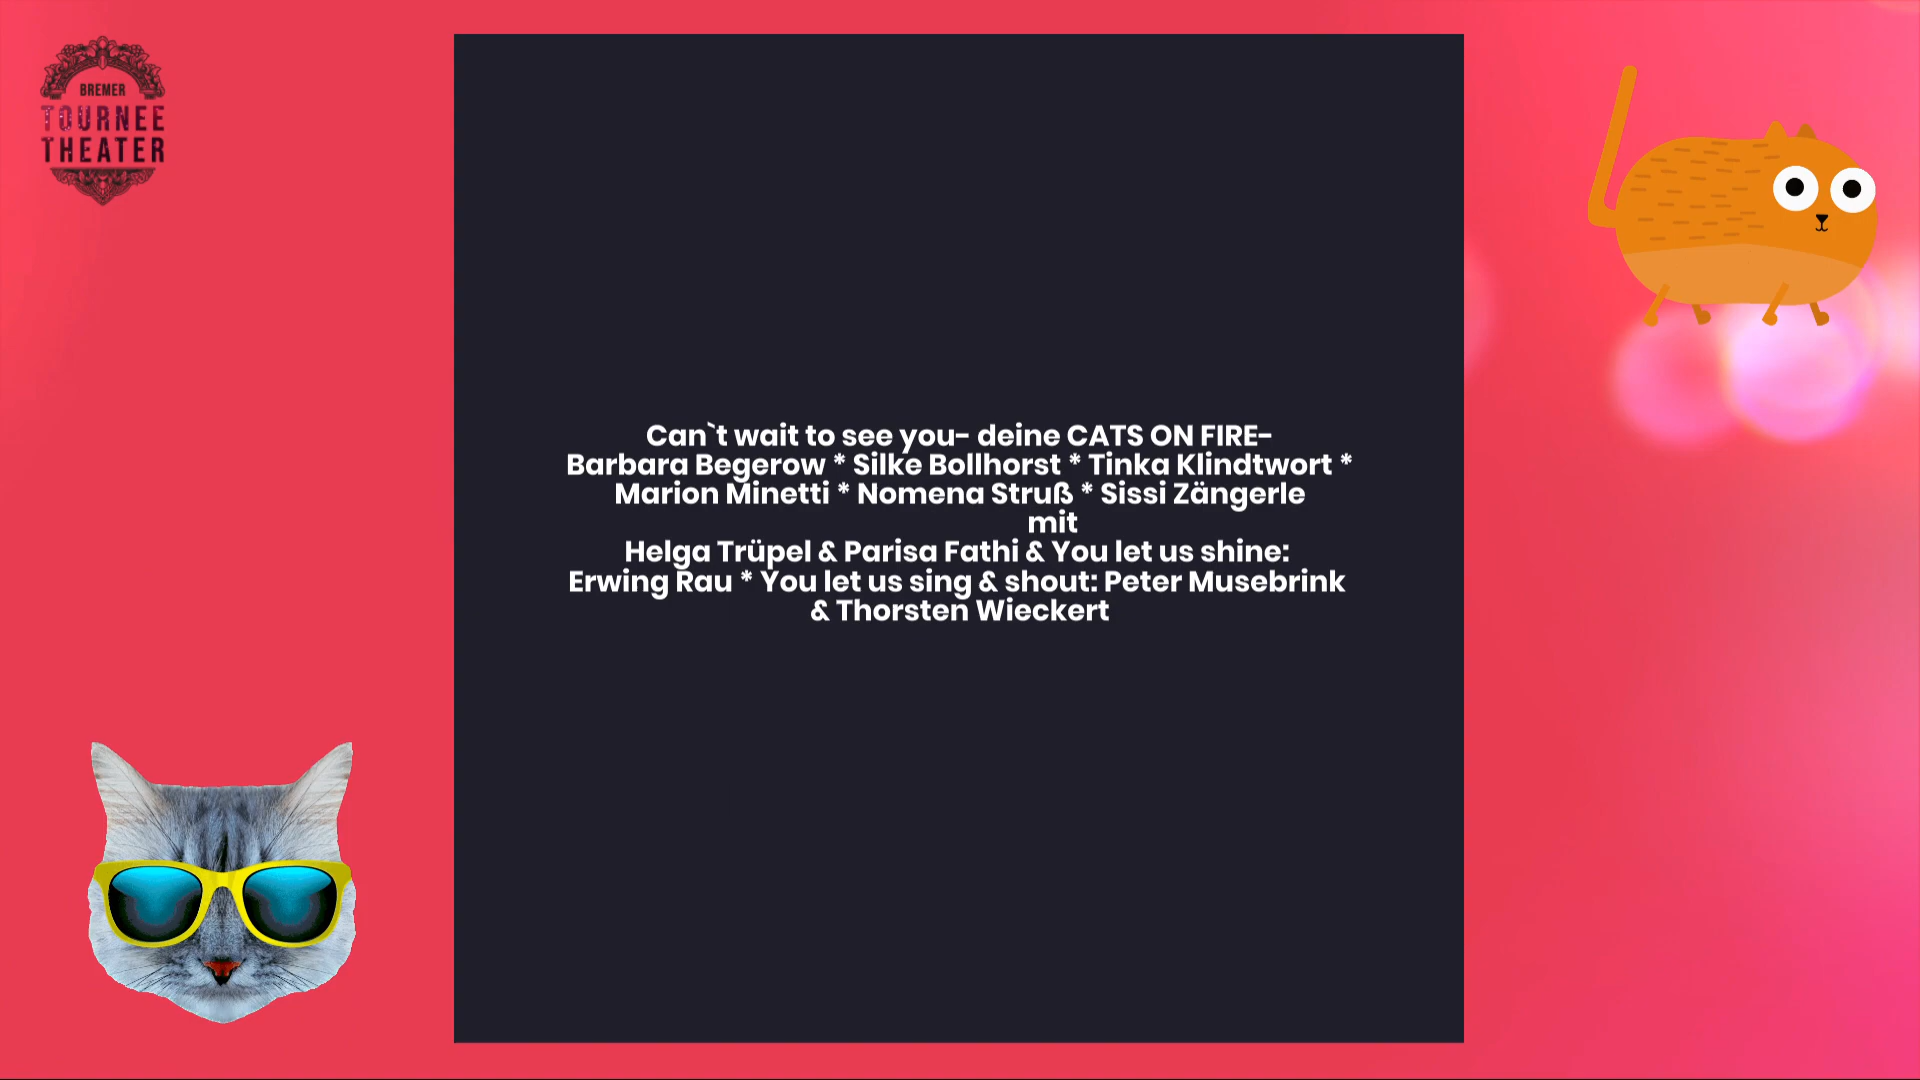 BREMER
TOURNEE
THEATER
Can`t wait to see you- deine CATS ON FIRE-
Barbara Begerow * Silke Bollhorst * Tinka Klindtwort *
Marion Minetti * Nomena Struß * Sissi Zängerle
mit
Helga Trüpel & Parisa Fathi & You let us shine:
Erwing Rau * You let us sing & shout: Peter Musebrink
& Thorsten Wieckert